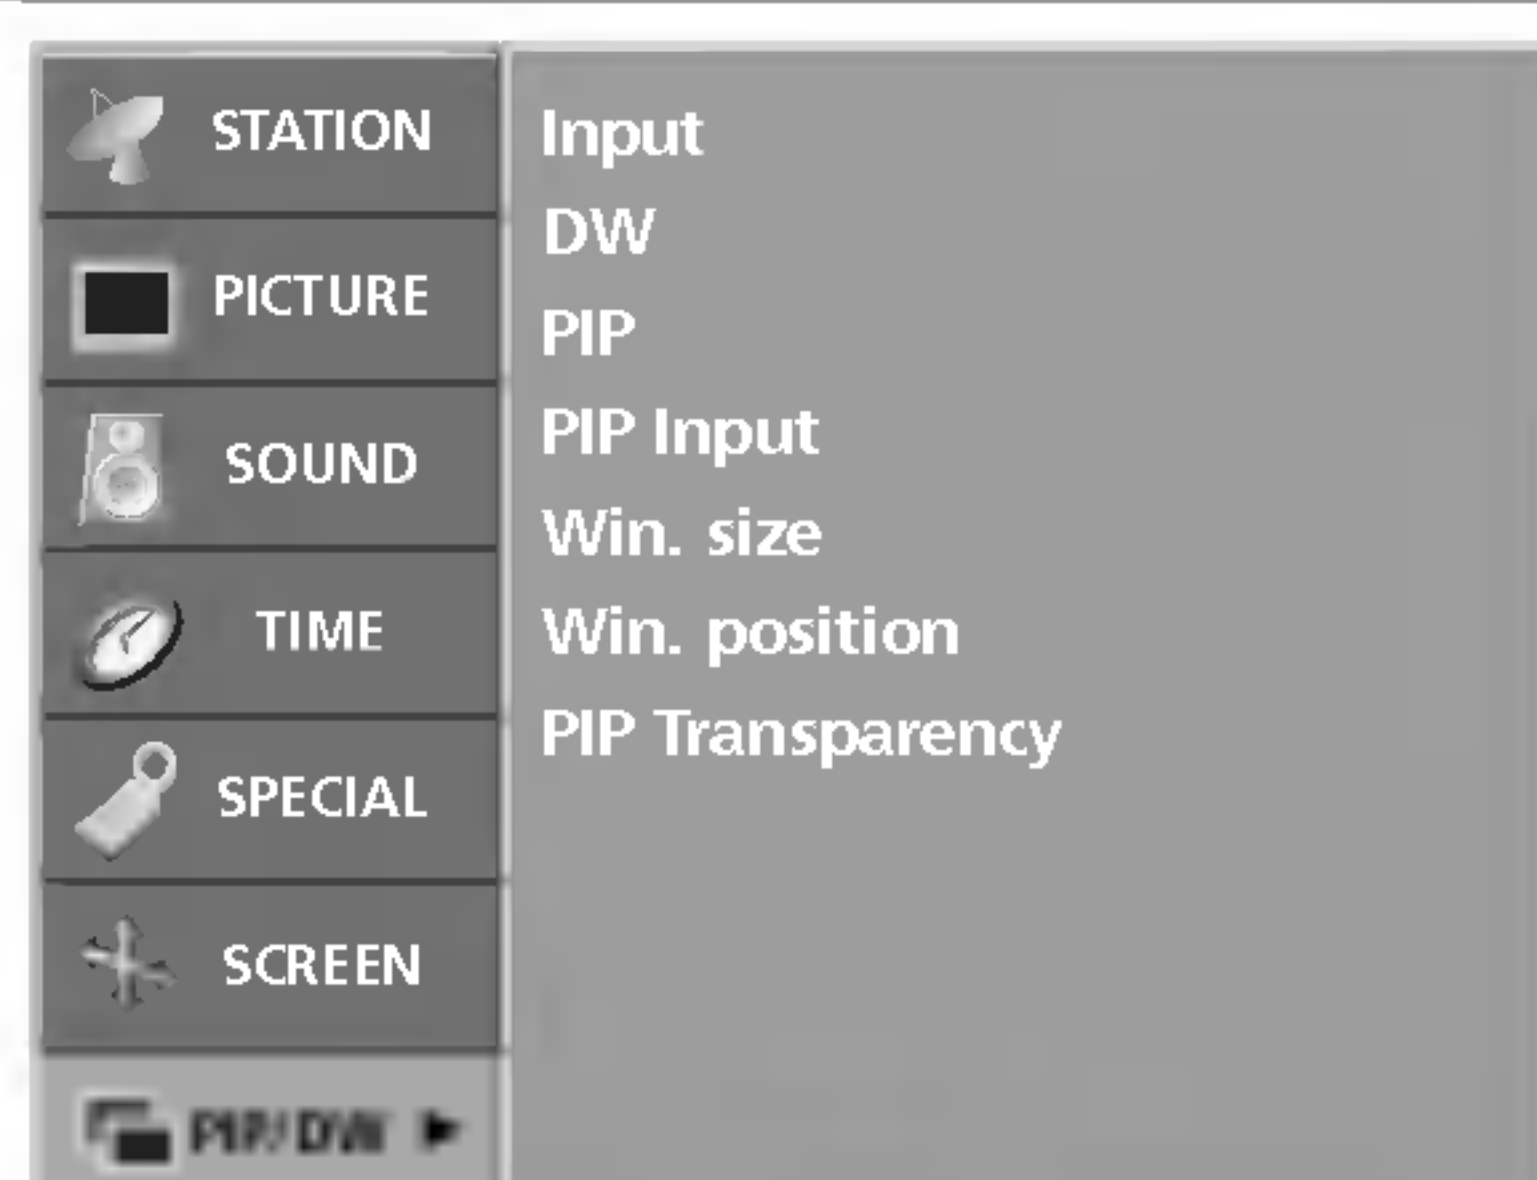 STATION
PICTURE
SOUND
TIME
SPECIAL
SCREEN
PIP/DW
Input
DW
PIP
PIP Input
Win. size
Win. position
PIP Transparency